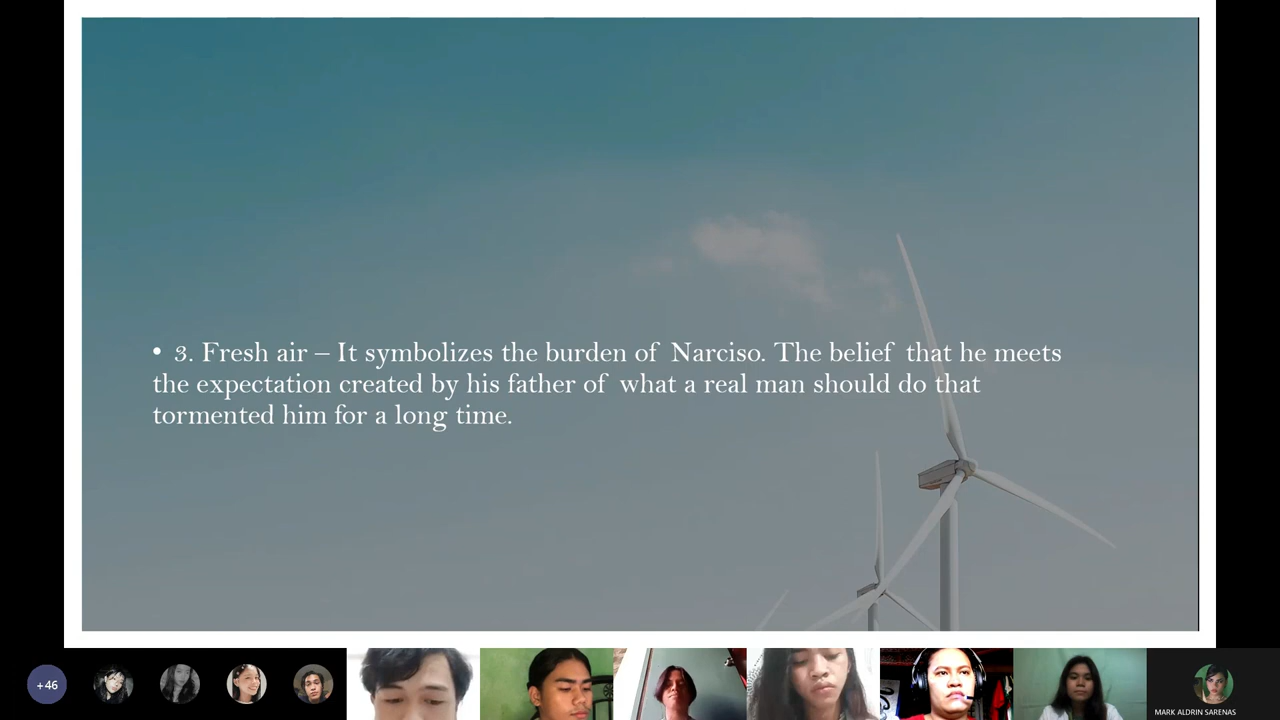 • 3. Fresh air – It symbolizes the burden of Narciso. The belief that he meets
the expectation created by his father of what a real man should do that
tormented him for a long time.
+46
MARK ALDRIN SARENAS